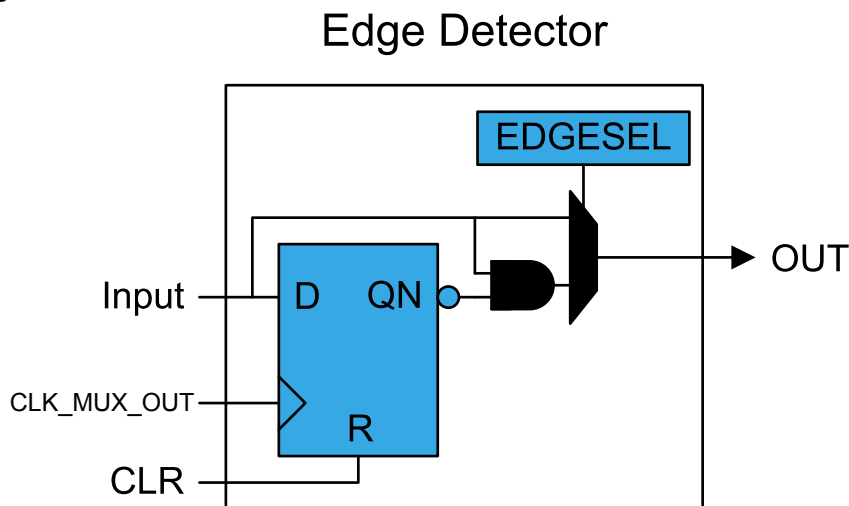 Edge Detector
EDGESEL
OUT
Input
D
QN
CLK_MUX_OUT
R
CLR